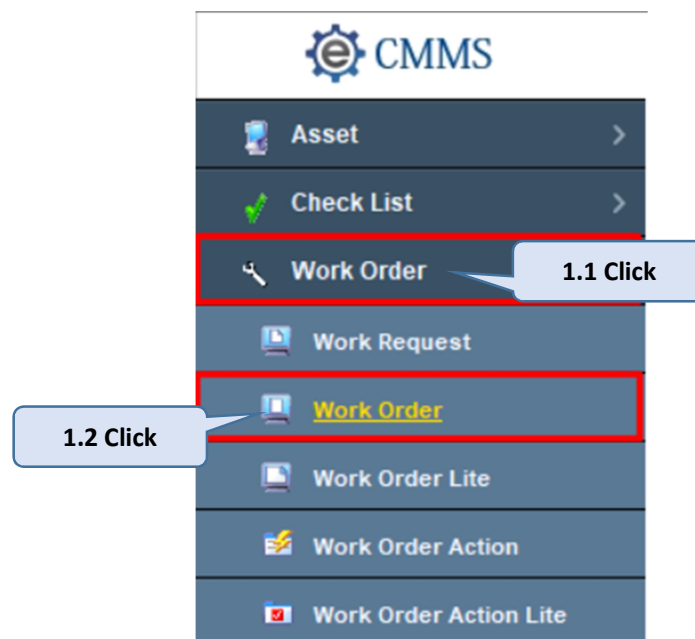 e CMMS
Asset
Check List
Work Order
1.1 Click
Work Request
Work Order
1.2 Click
Work Order Lite
Work Order Action
Work Order Action Lite